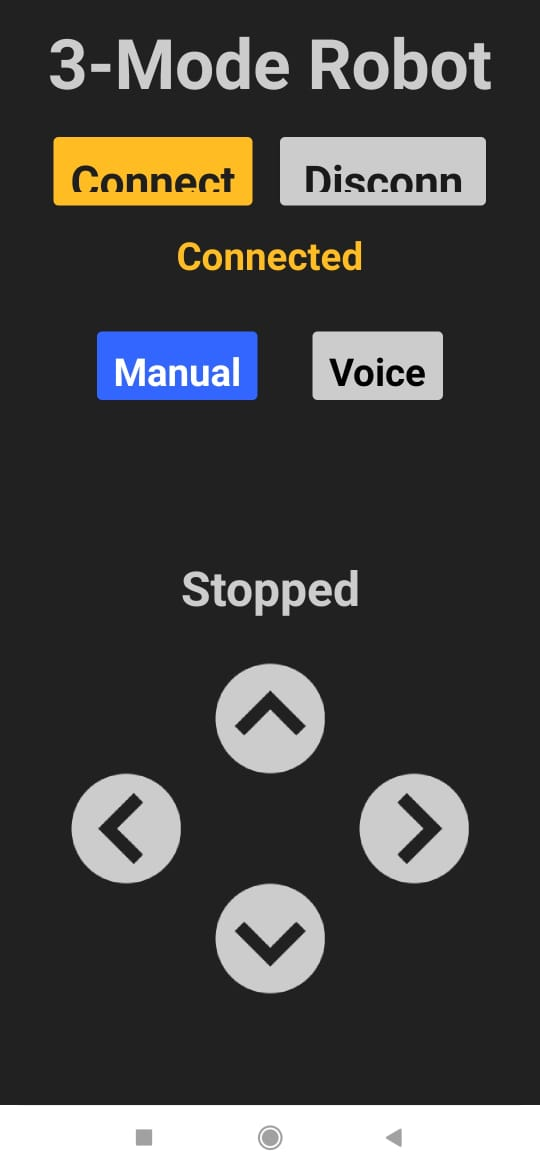 3-Mode Robot
Connect Disconn
Connected
Manual Voice
Stopped